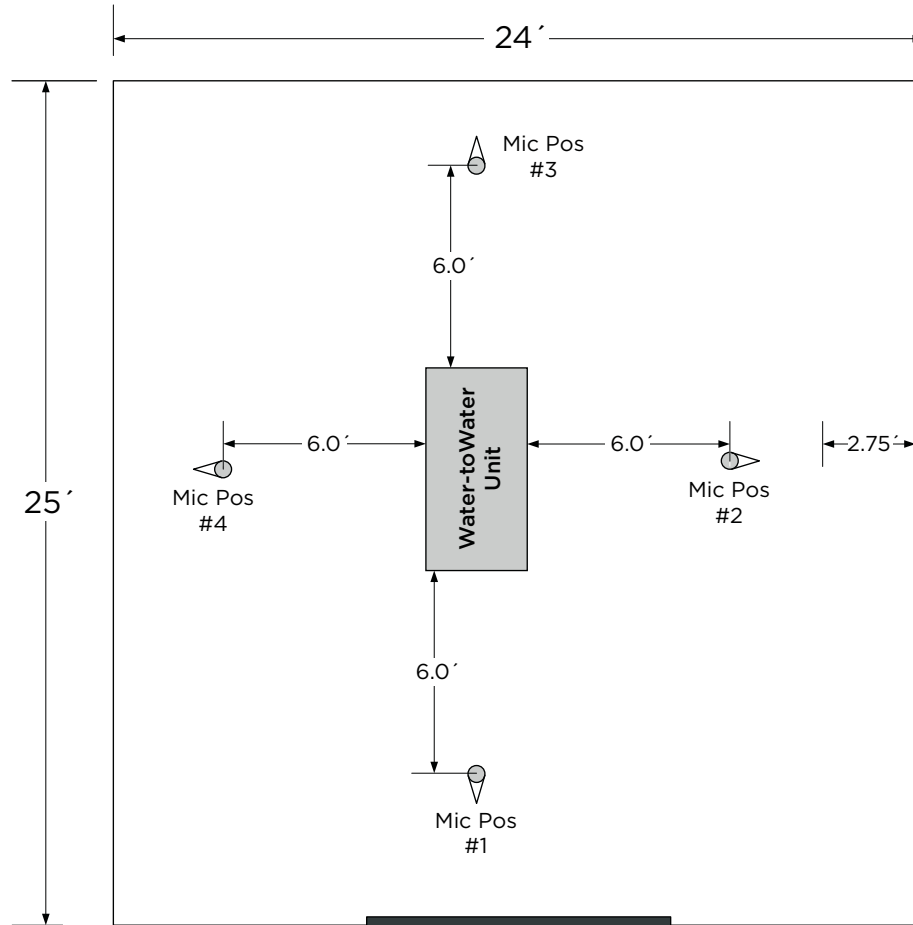 24´
Mic Pos
#3
6.0´
Water-toWater
Unit
6.0´
6.0´
2.75´
Mic Pos
#4
Mic Pos
#2
25´
6.0´
Mic Pos
#1